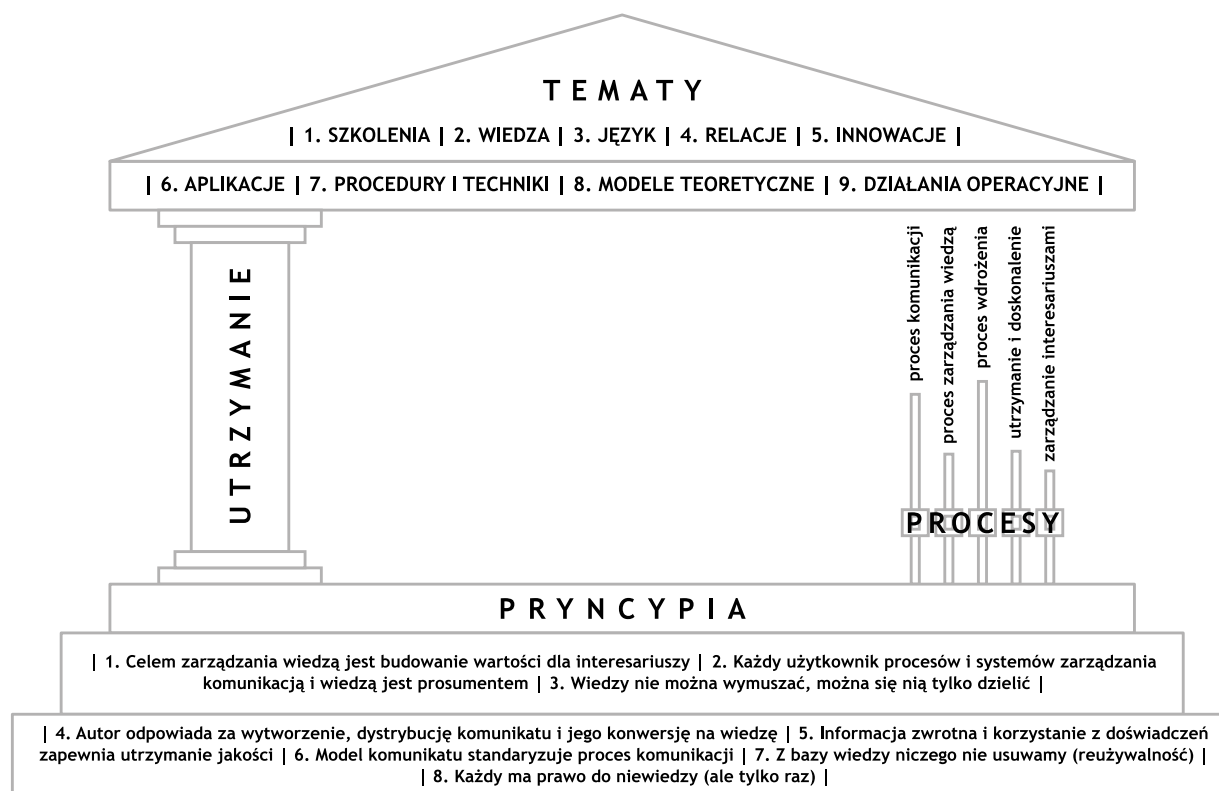 TEMATY
| 1. SZKOLENIA | 2. WIEDZA | 3. JĘZYK | 4. RELACJE | 5. INNOWACJE |
| 6. APLIKACJE | 7. PROCEDURY I TECHNIKI | 8. MODELE TEORETYCZNE | 9. DZIAŁANIA OPERACYJNE |
UTRZYMANIE
proces komunikacji
proces zarządzania wiedzą
proces wdrożenia
utrzymanie i doskonalenie
zarządzanie interesariuszami
PROCESY
PRYNCYPIA
| 1. Celem zarządzania wiedzą jest budowanie wartości dla interesariuszy | 2. Każdy użytkownik procesów i systemów zarządzania
komunikacją i wiedzą jest prosumentem | 3. Wiedzy nie można wymuszać, można się nią tylko dzielić |
| 4. Autor odpowiada za wytworzenie, dystrybucję komunikatu i jego konwersję na wiedzę | 5. Informacja zwrotna i korzystanie z doświadczeń
zapewnia utrzymanie jakości | 6. Model komunikatu standaryzuje proces komunikacji | 7. Z bazy wiedzy niczego nie usuwamy (reużywalność) |
| 8. Każdy ma prawo do niewiedzy (ale tylko raz) |